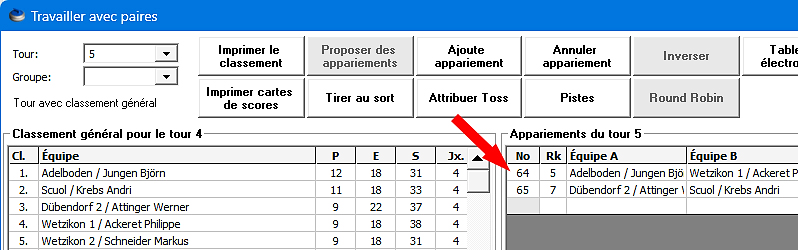 Travailler avec paires
Tour: 5
Groupe:
Tour avec classement général
Imprimer le classement
Proposer des appariements
Ajoute appariement
Annuler appariement
Inverser
Table
électro
Imprimer cartes de scores
Tirer au sort
Attribuer Toss
Pistes
Round Robin
Classement général pour le tour 4
Cl. Équipe P E S Jx.
1. Adelboden / Jungen Björn 12 18 31 4
2. Scuol / Krebs Andri 11 18 33 4
3. Dübendorf 2 / Attinger Werner 9 22 37 4
4. Wetzikon 1 / Ackeret Philippe 9 18 38 4
5. Wetzikon 2 / Schneider Markus 9 18 31 4
Appariements du tour 5
No Rk Équipe A Équipe B
64 5 Adelboden / Jungen Bjö Wetzikon 1 / Ackeret P
65 7 Dübendorf 2 / Attinger Scuol / Krebs Andri